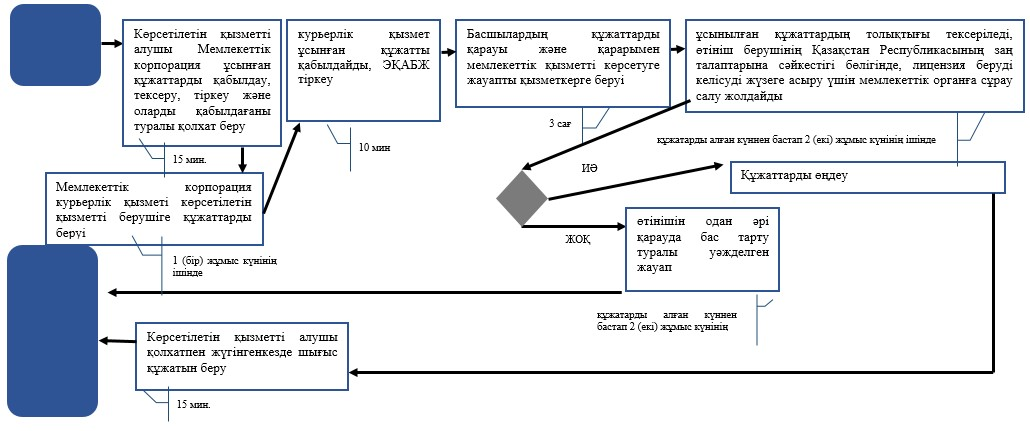 Көрсетілетін қызметті
алушы Мемлекеттік
корпорация ұсынған
құжаттарды қабылдау,
тексеру, тіркеу және
оларды қабылдағаны
туралы қолхат беру
15 мин.
курьерлік қызмет
ұсынған құжатты
қабылдайды, ЭҚАБЖ
тіркеу
10 мин
Басшылардың құжаттарды
қарауы және қарарымен
мемлекеттік қызметті көрсетуге
жауапты қызметкерге беруі
3 сағ
ұсынылған құжаттардың толықтығы тексеріледі,
өтініш берушінің Қазақстан Республикасының заң
талаптарына сәйкестігі бөлігінде, лицензия беруді
келісуді жүзеге асыру үшін мемлекеттік органға сұрау
салу жолдайды
құжатарды алған күннен бастап 2 (екі) жұмыс күнінің ішінде
Мемлекеттік корпорация
курьерлік қызметі көрсетілетін
қызметті берушіге құжаттарды
беруі
1 (бір) жұмыс күнінің
ішінде
ИӘ
Құжаттарды өңдеу
ЖОҚ
өтінішін одан әрі
қарауда бас тарту
туралы уәжделген
жауап
құжатарды алған күннен
бастап 2 (екі) жұмыс күнінің
Көрсетілетін қызметті алушы
қолхатпен жүгінгенкезде шығыс
құжатын беру
15 мин.